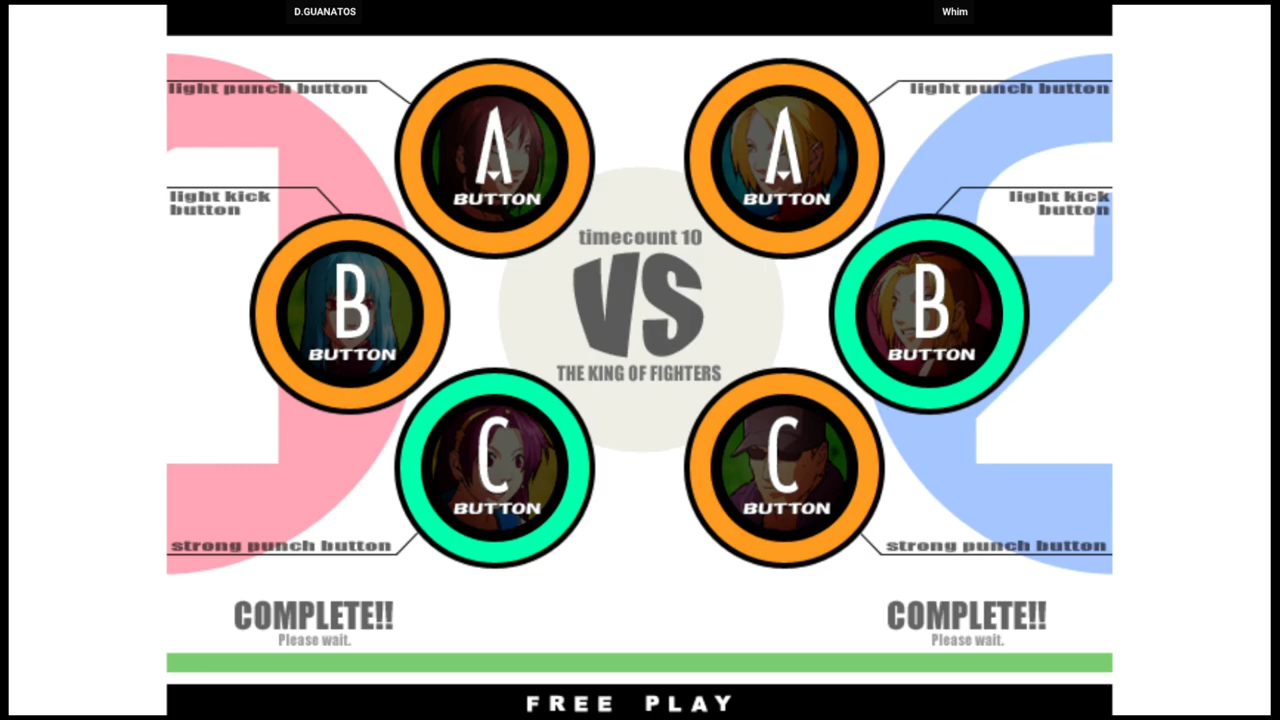 D.GUANATOS
Whim
light punch button
light punch button
A
BUTTON
A
BUTTON
light kick
button
light kick
button
B
BUTTON
timecount 10
VS
THE KING OF FIGHTERS
B
BUTTON
C
BUTTON
C
BUTTON
strong punch button
strong punch button
COMPLETE!!
Please wait.
COMPLETE!!
Please wait.
FREE PLAY